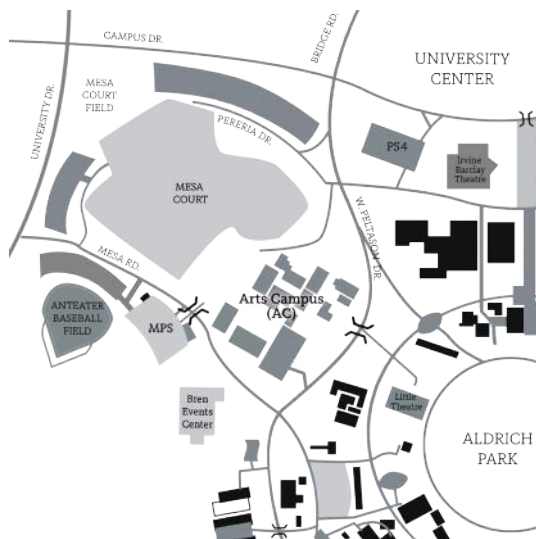 CAMPUS DR.
BRIDGE RD.
UNIVERSITY
CENTER
UNIVERSITY DR.
MESA
COURT
FIELD
PERERIA DR.
PS4
Irvine
Barclay
Theatre
MESA
COURT
W. PELTASON DR.
MESA RD.
ANTEATER
BASEBALL
FIELD
MPS
Arts Campus
(AC)
Bren
Events
Center
Little
Theatre
ALDRICH
PARK